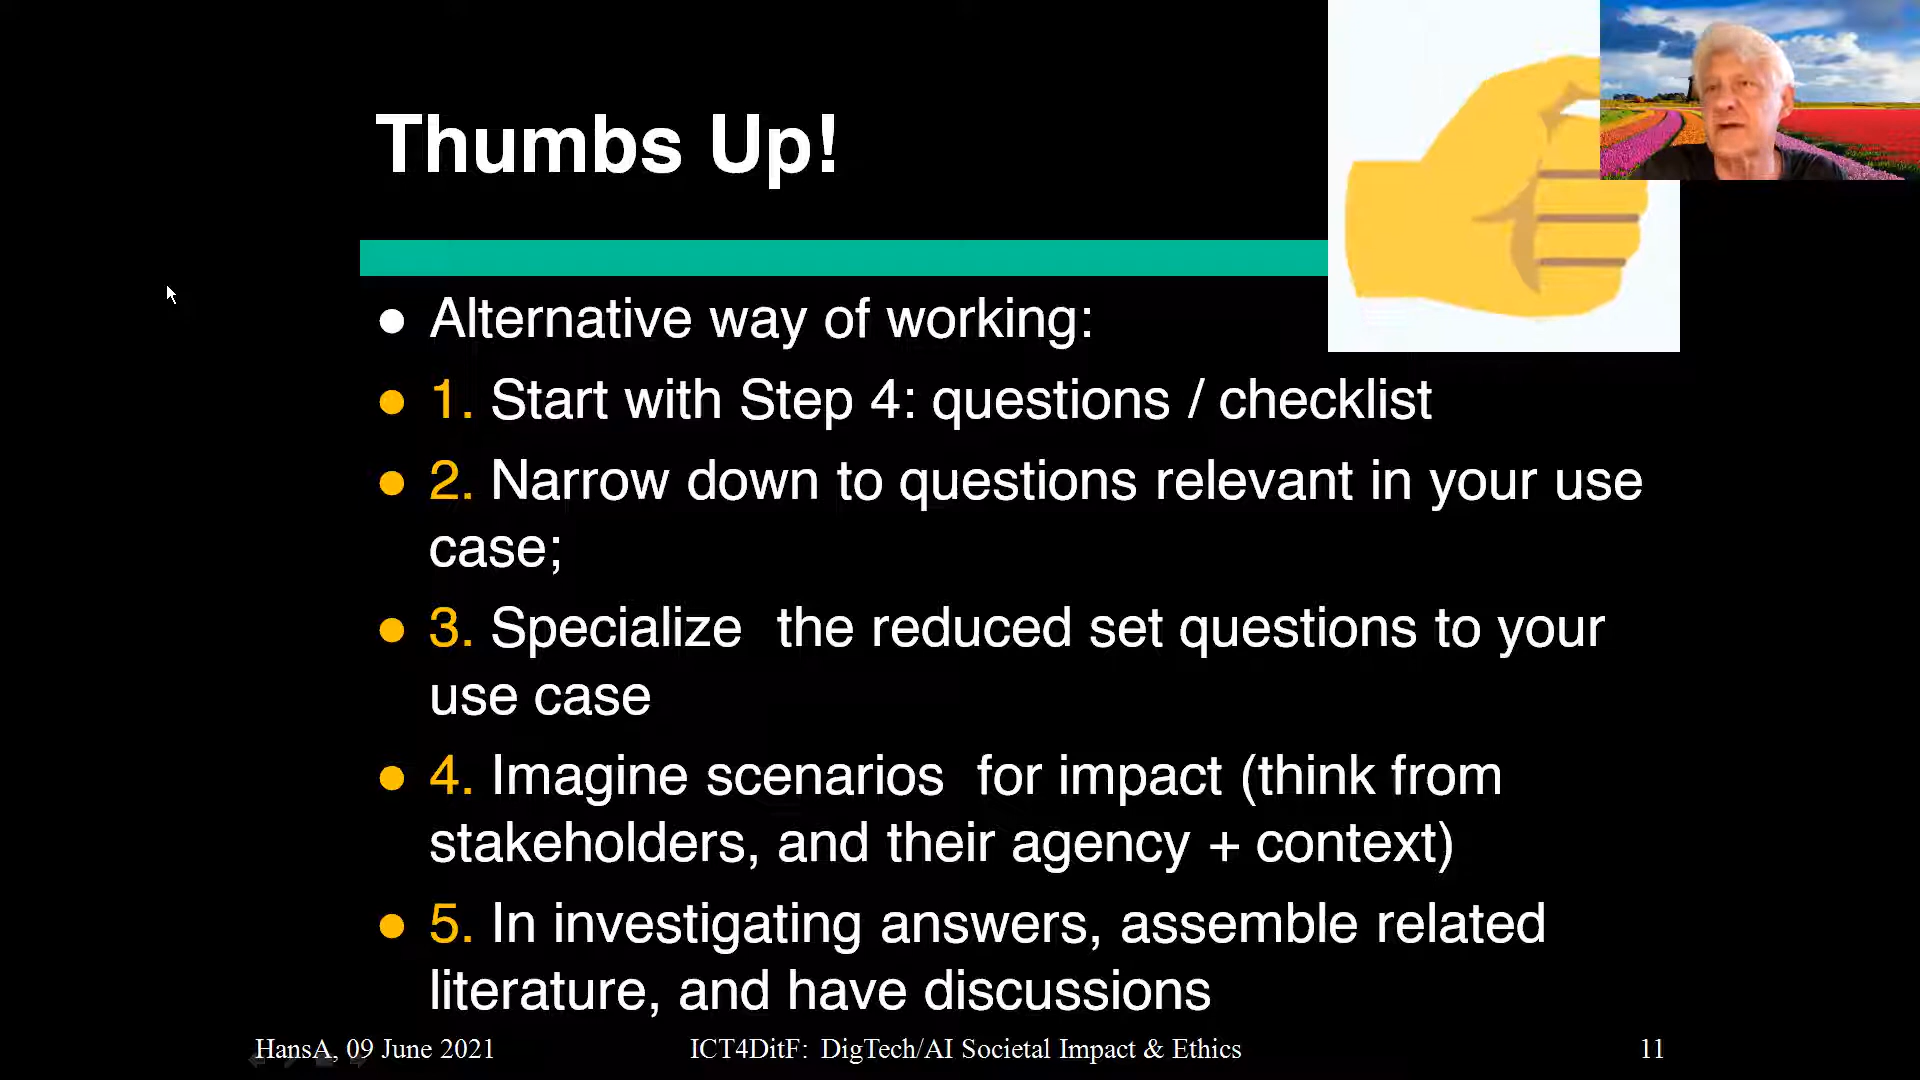 Thumbs Up!
Alternative way of working:
1. Start with Step 4: questions / checklist
2. Narrow down to questions relevant in your use
case;
3. Specialize  the reduced set questions to your
use case
4. Imagine scenarios  for impact (think from
stakeholders, and their agency + context)
5. In investigating answers, assemble related
literature, and have discussions
HansA, 09 June 2021
ICT4DitF: DigTech/AI Societal Impact & Ethics
11